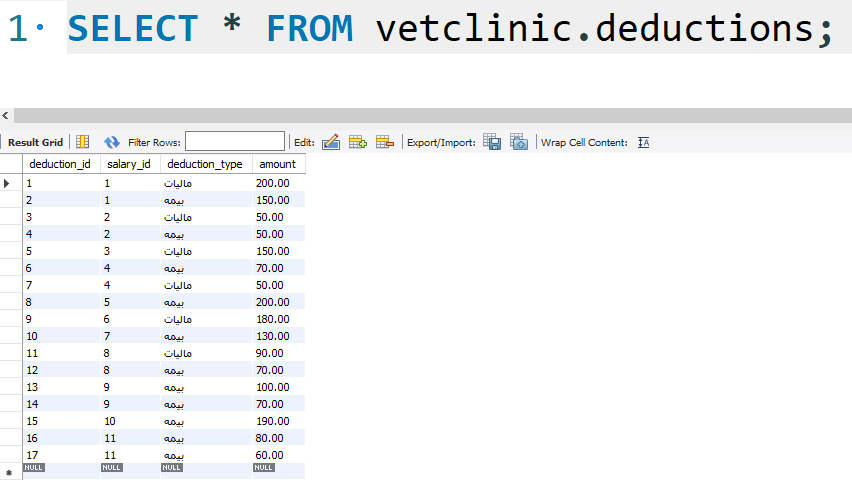 1 SELECT * FROM vetclinic.deductions;
Result Grid Filter Rows: Edit: Export/Import: Wrap Cell Content:
deduction_id salary_id deduction_type amount
1 1 مالیات 200.00
2 1 بیمه 150.00
3 2 مالیات 50.00
4 2 بیمه 50.00
5 3 مالیات 150.00
6 4 بیمه 70.00
7 4 مالیات 50.00
8 5 بیمه 200.00
9 6 مالیات 180.00
10 7 بیمه 130.00
11 8 مالیات 90.00
12 8 بیمه 70.00
13 9 بیمه 100.00
14 9 بیمه 70.00
15 10 بیمه 190.00
16 11 بیمه 80.00
17 11 بیمه 60.00
NULL NULL NULL NULL